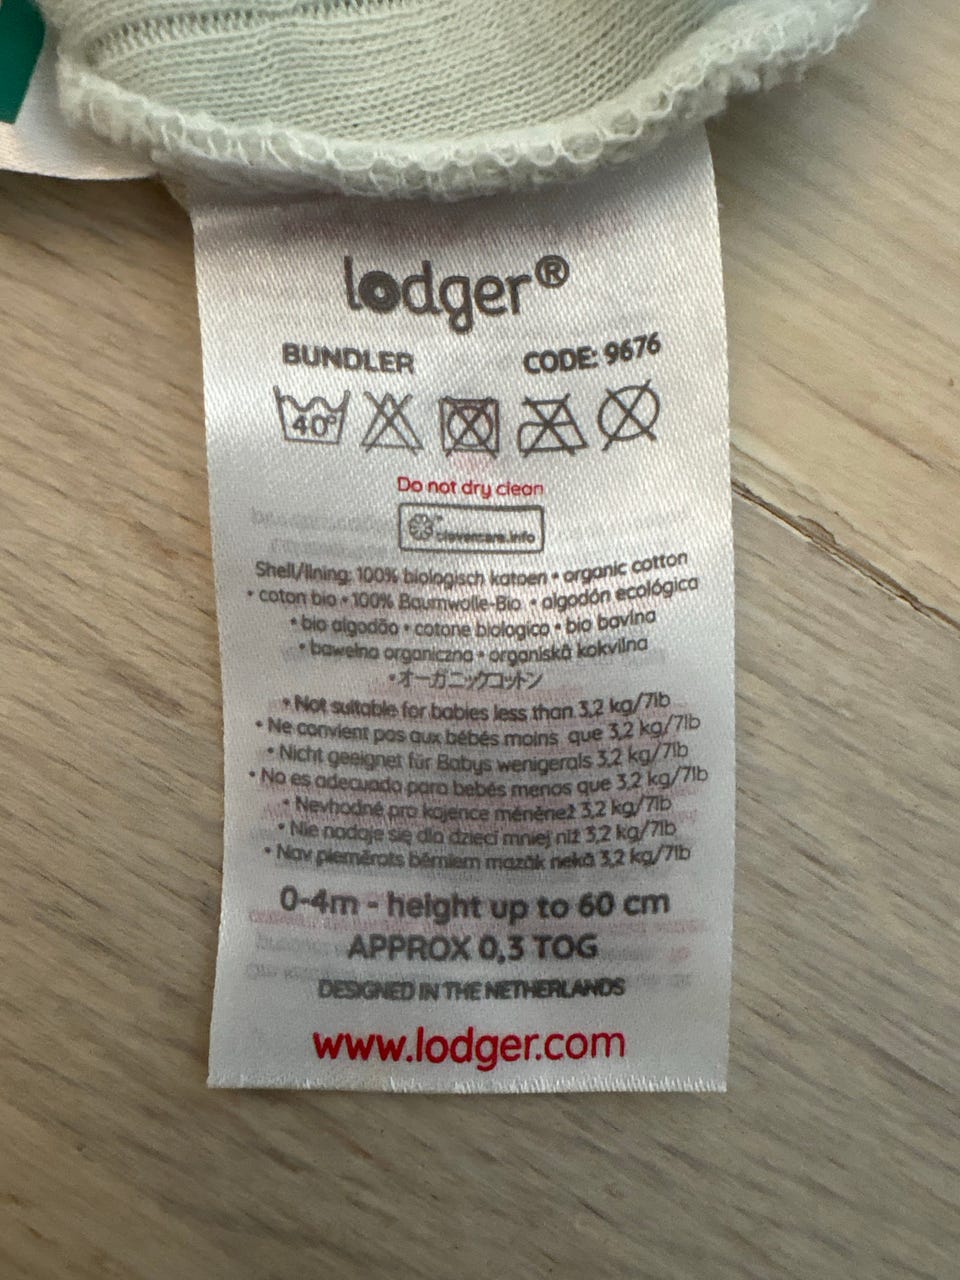 lodger®
BUNDLER CODE: 9676
40°
Do not dry clean
clevercare.info
Shell/lining: 100% biologisch katoen • organic cotton
• coton bio • 100% Baumwolle-Bio • algodón ecológica
• bio algodão • cotone biologico • bio bavlna
• bawełna organiczna • organiskā kokvilna
•オーガニックコットン
• Not suitable for babies less than 3,2 kg/7lb
• Ne convient pas aux bébés moins que 3,2 kg/7lb
• Nicht geeignet für Babys wenigerals 3,2 kg/7lb
• No es adecuado para bebés menos que 3,2 kg/7lb
• Nevhodné pro kojence méněnež 3,2 kg/7lb
• Nie nadaje się dla dzieci mniej niż 3,2 kg/7lb
• Nav piemērots bērniem mazāk nekā 3,2 kg/7lb
0-4m - height up to 60 cm
APPROX 0,3 TOG
DESIGNED IN THE NETHERLANDS
www.lodger.com